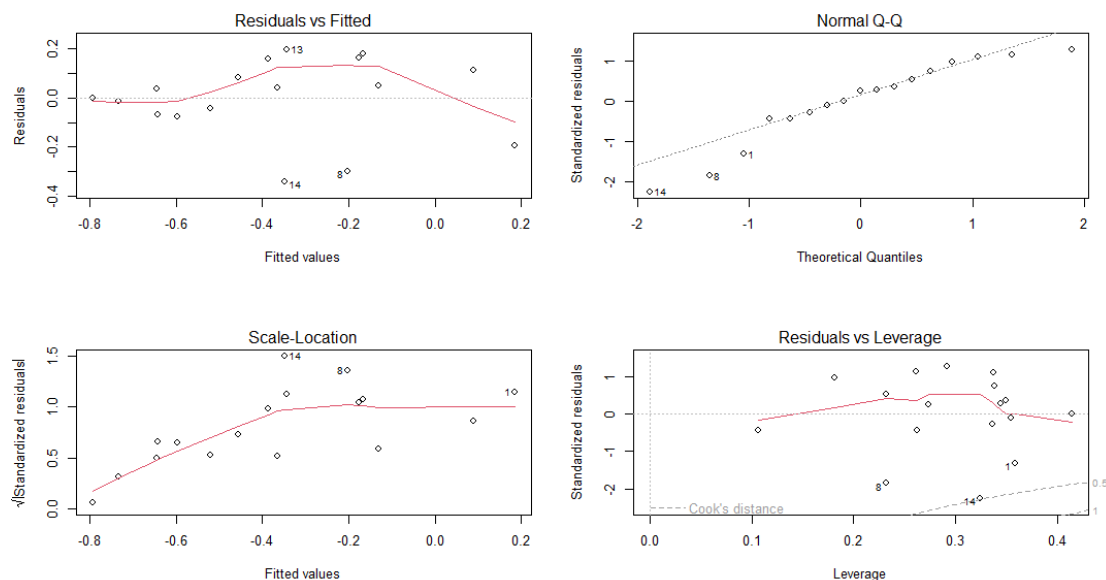 Residuals vs Fitted
Residuals
0.2
0.0
-0.4
13
14
8
-0.8 -0.6 -0.4 -0.2 0.0 0.2
Fitted values
Normal Q-Q
Standardized residuals
1
0
-1
-2
14
8
1
-2 -1 0 1 2
Theoretical Quantiles
Scale-Location
√|Standardized residuals|
1.5
1.0
0.5
0.0
14
8
1
-0.8 -0.6 -0.4 -0.2 0.0 0.2
Fitted values
Residuals vs Leverage
Standardized residuals
1
0
-1
-2
8
14
1
Cook's distance
0.5
1
0.0 0.1 0.2 0.3 0.4
Leverage